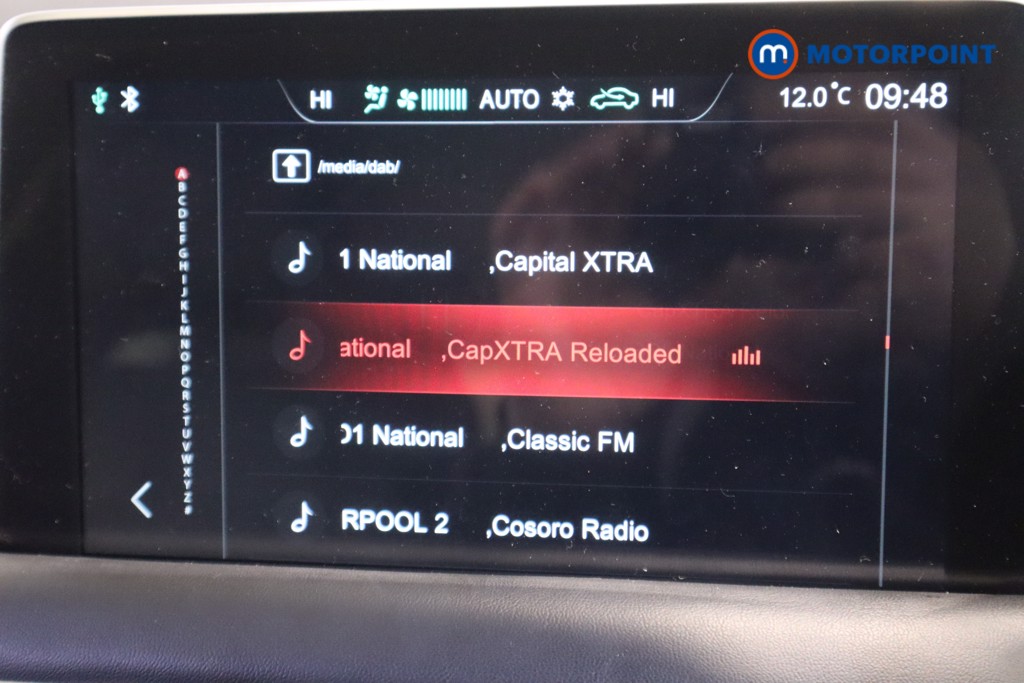 m MOTORPOINT
HI AUTO HI 12.0°C 09:48
/media/dab/
1 National ,Capital XTRA
ational ,CapXTRA Reloaded
01 National ,Classic FM
RPOOL 2 ,Cosoro Radio
A
B
C
D
E
F
G
H
I
J
K
L
M
N
O
P
Q
R
S
T
U
V
W
X
Y
Z
#